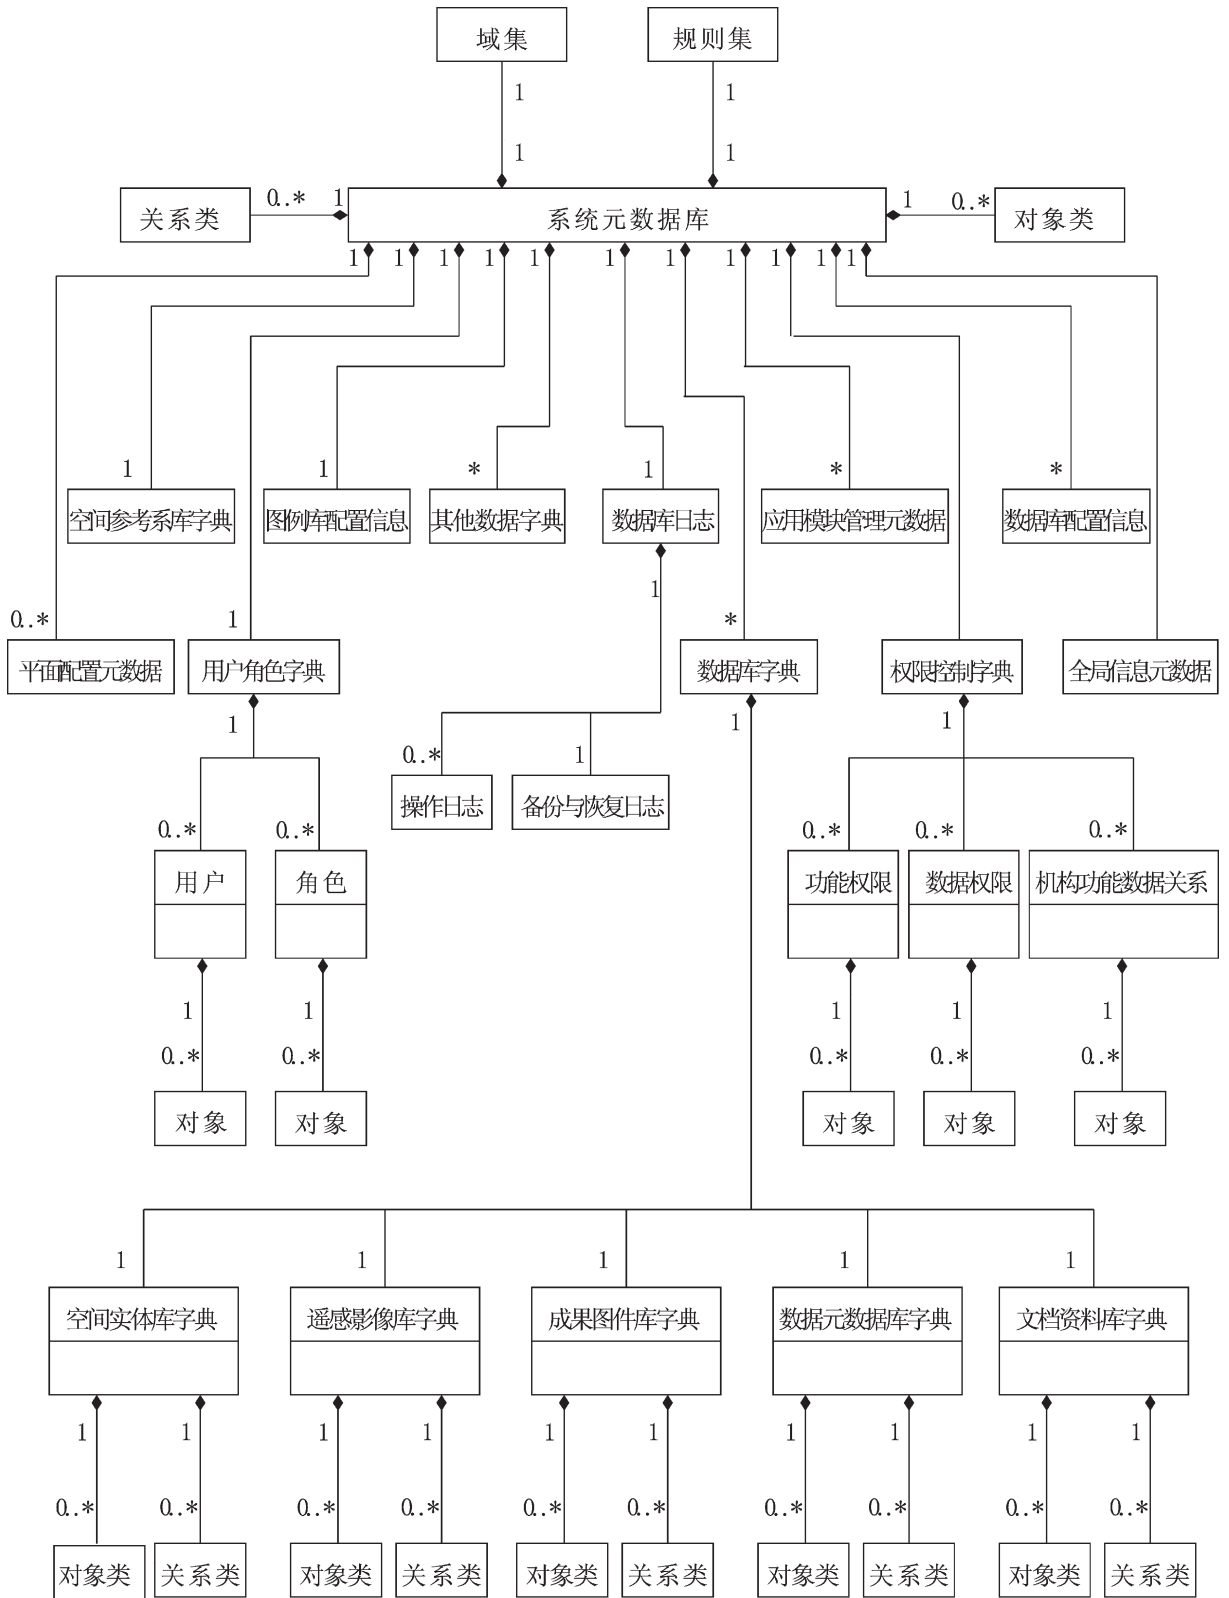 域集 规则集
1 1
1 1
关系类 0..* 1 系统元数据库 1 0..* 对象类
1 1 1 1 1 1 1 1 1 1 1
1 1 * 1 * *
空间参考系库字典 图例库配置信息 其他数据字典 数据库日志 应用模块管理元数据 数据库配置信息
1
0..* 1 *
平面配置元数据 用户角色字典 数据库字典 权限控制字典 全局信息元数据
1 1 1
0..* 1
操作日志 备份与恢复日志
0..* 0..* 0..* 0..* 0..*
用户 角色 功能权限 数据权限 机构功能数据关系
1 1 1 1 1
0..* 0..* 0..* 0..* 0..*
对象 对象 对象 对象 对象
1 1 1 1 1
空间实体库字典 遥感影像库字典 成果图件库字典 数据元数据库字典 文档资料库字典
1 1 1 1 1 1 1 1 1 1
0..* 0..* 0..* 0..* 0..* 0..* 0..* 0..* 0..* 0..*
对象类 关系类 对象类 关系类 对象类 关系类 对象类 关系类 对象类 关系类